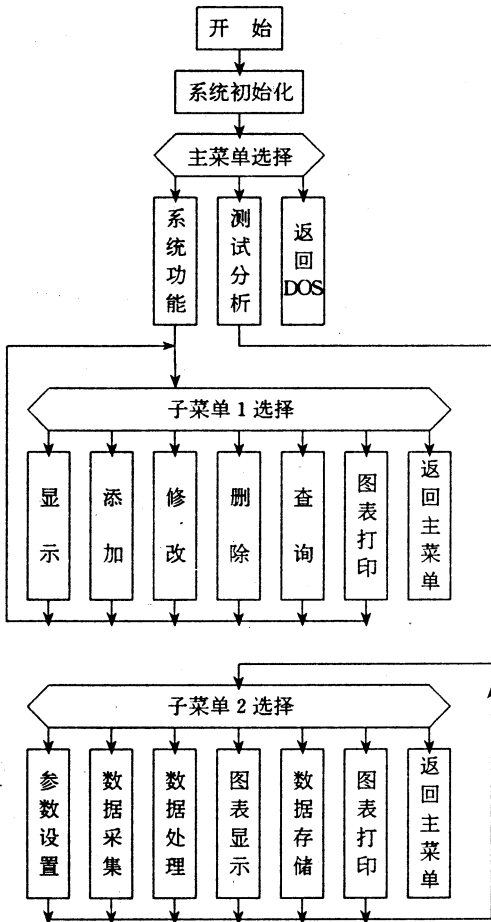 开 始
系统初始化
主菜单选择
系统功能
测试分析
返回DOS
子菜单1选择
显示
添加
修改
删除
查询
图表打印
返回主菜单
子菜单2选择
参数设置
数据采集
数据处理
图表显示
数据存储
图表打印
返回主菜单